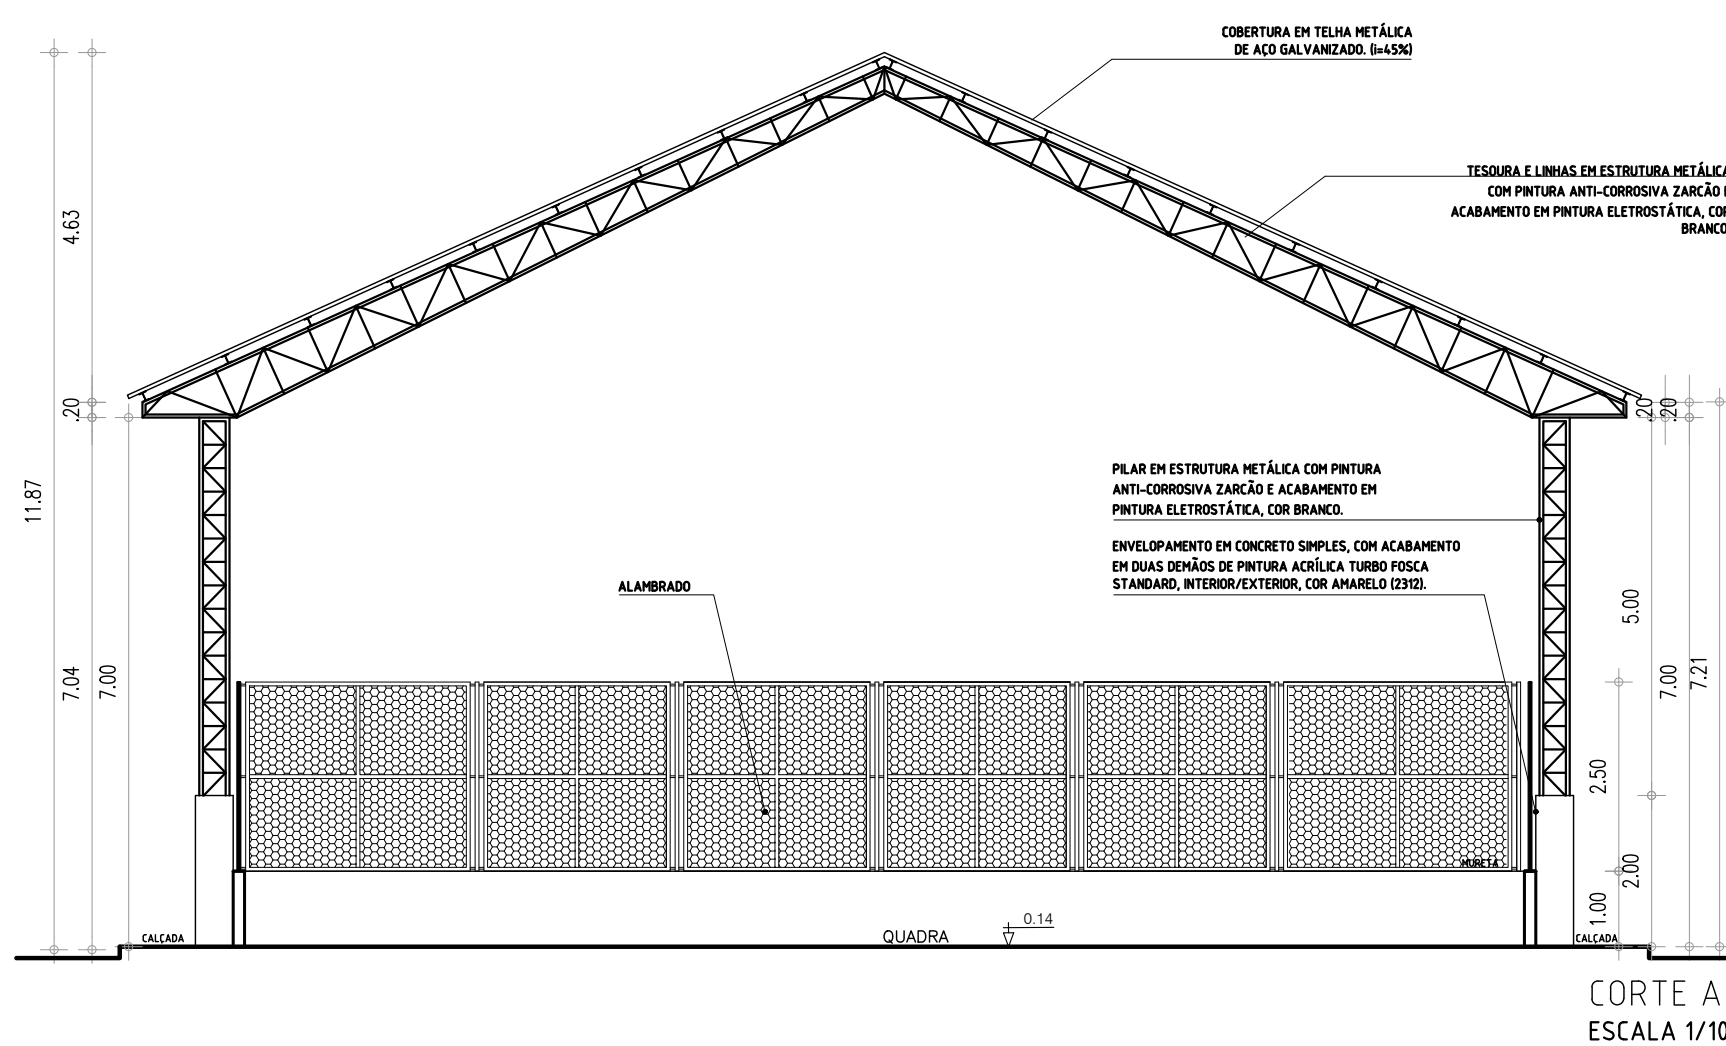 COBERTURA EM TELHA METÁLICA
DE AÇO GALVANIZADO. (i=45%)
TESOURA E LINHAS EM ESTRUTURA METÁLICA
COM PINTURA ANTI-CORROSIVA ZARCÃO E
ACABAMENTO EM PINTURA ELETROSTÁTICA, COR
BRANCO
4.63
.20
.20
.20
11.87
7.04
7.00
PILAR EM ESTRUTURA METÁLICA COM PINTURA
ANTI-CORROSIVA ZARCÃO E ACABAMENTO EM
PINTURA ELETROSTÁTICA, COR BRANCO.
ENVELOPAMENTO EM CONCRETO SIMPLES, COM ACABAMENTO
EM DUAS DEMÃOS DE PINTURA ACRÍLICA TURBO FOSCA
STANDARD, INTERIOR/EXTERIOR, COR AMARELO (2312).
ALAMBRADO
5.00
7.00
7.21
2.50
2.00
1.00
MURETA
0.14
CALÇADA
QUADRA
CALÇADA
CORTE A
ESCALA 1/10